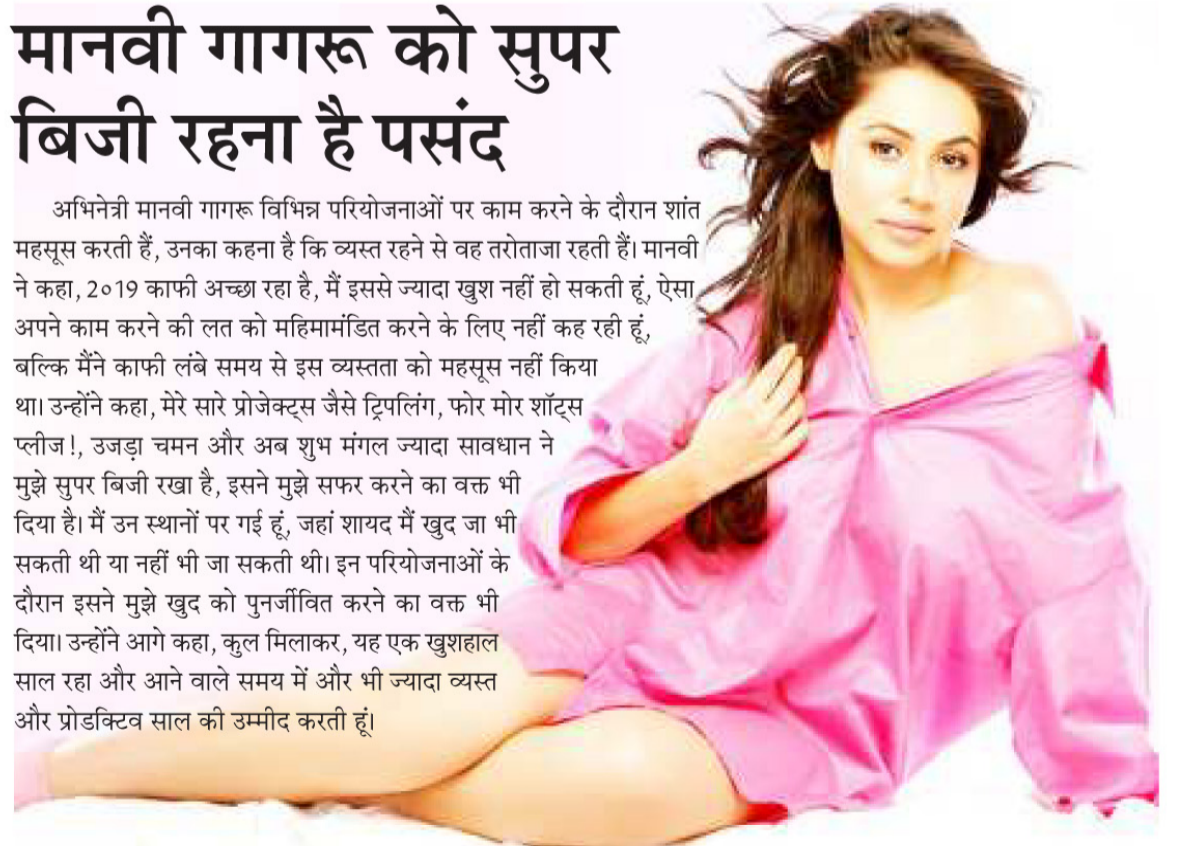 मानवी गागरू को सुपर
बिजी रहना है पसंद
अभिनेत्री मानवी गागरू विभिन्न परियोजनाओं पर काम करने के दौरान शांत
महसूस करती हैं, उनका कहना है कि व्यस्त रहने से वह तरोताजा रहती हैं। मानवी
ने कहा, 2०19 काफी अच्छा रहा है, मैं इससे ज्यादा खुश नहीं हो सकती हूं, ऐसा
अपने काम करने की लत को महिमामंडित करने के लिए नहीं कह रही हूं,
बल्कि मैंने काफी लंबे समय से इस व्यस्तता को महसूस नहीं किया
था। उन्होंने कहा, मेरे सारे प्रोजेक्ट्स जैसे ट्रिपलिंग, फोर मोर शॉट्स
प्लीज!, उजड़ा चमन और अब शुभ मंगल ज्यादा सावधान ने
मुझे सुपर बिजी रखा है, इसने मुझे सफर करने का वक्त भी
दिया है। मैं उन स्थानों पर गई हूं, जहां शायद मैं खुद जा भी
सकती थी या नहीं भी जा सकती थी। इन परियोजनाओं के
दौरान इसने मुझे खुद को पुनर्जीवित करने का वक्त भी
दिया। उन्होंने आगे कहा, कुल मिलाकर, यह एक खुशहाल
साल रहा और आने वाले समय में और भी ज्यादा व्यस्त
और प्रोडक्टिव साल की उम्मीद करती हूं।